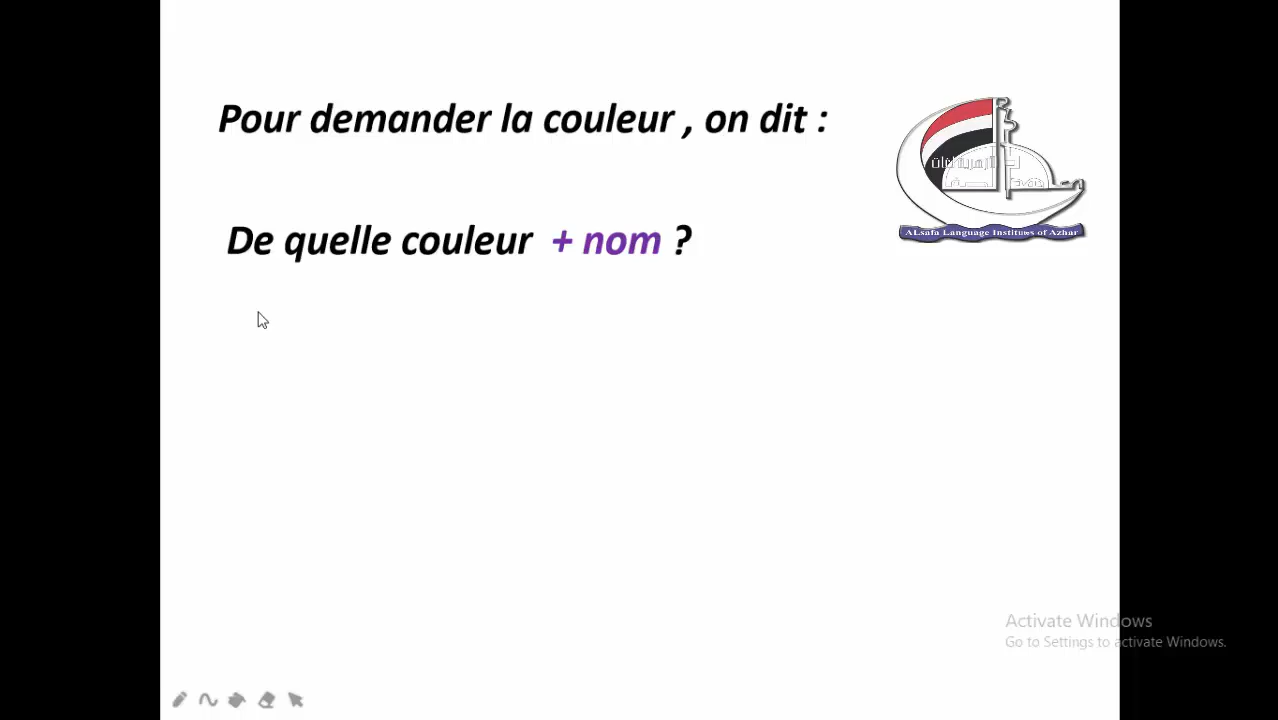 Pour demander la couleur , on dit :
De quelle couleur + nom ?
ALsafa Language Institues of Azhar
Activate Windows
Go to Settings to activate Windows.